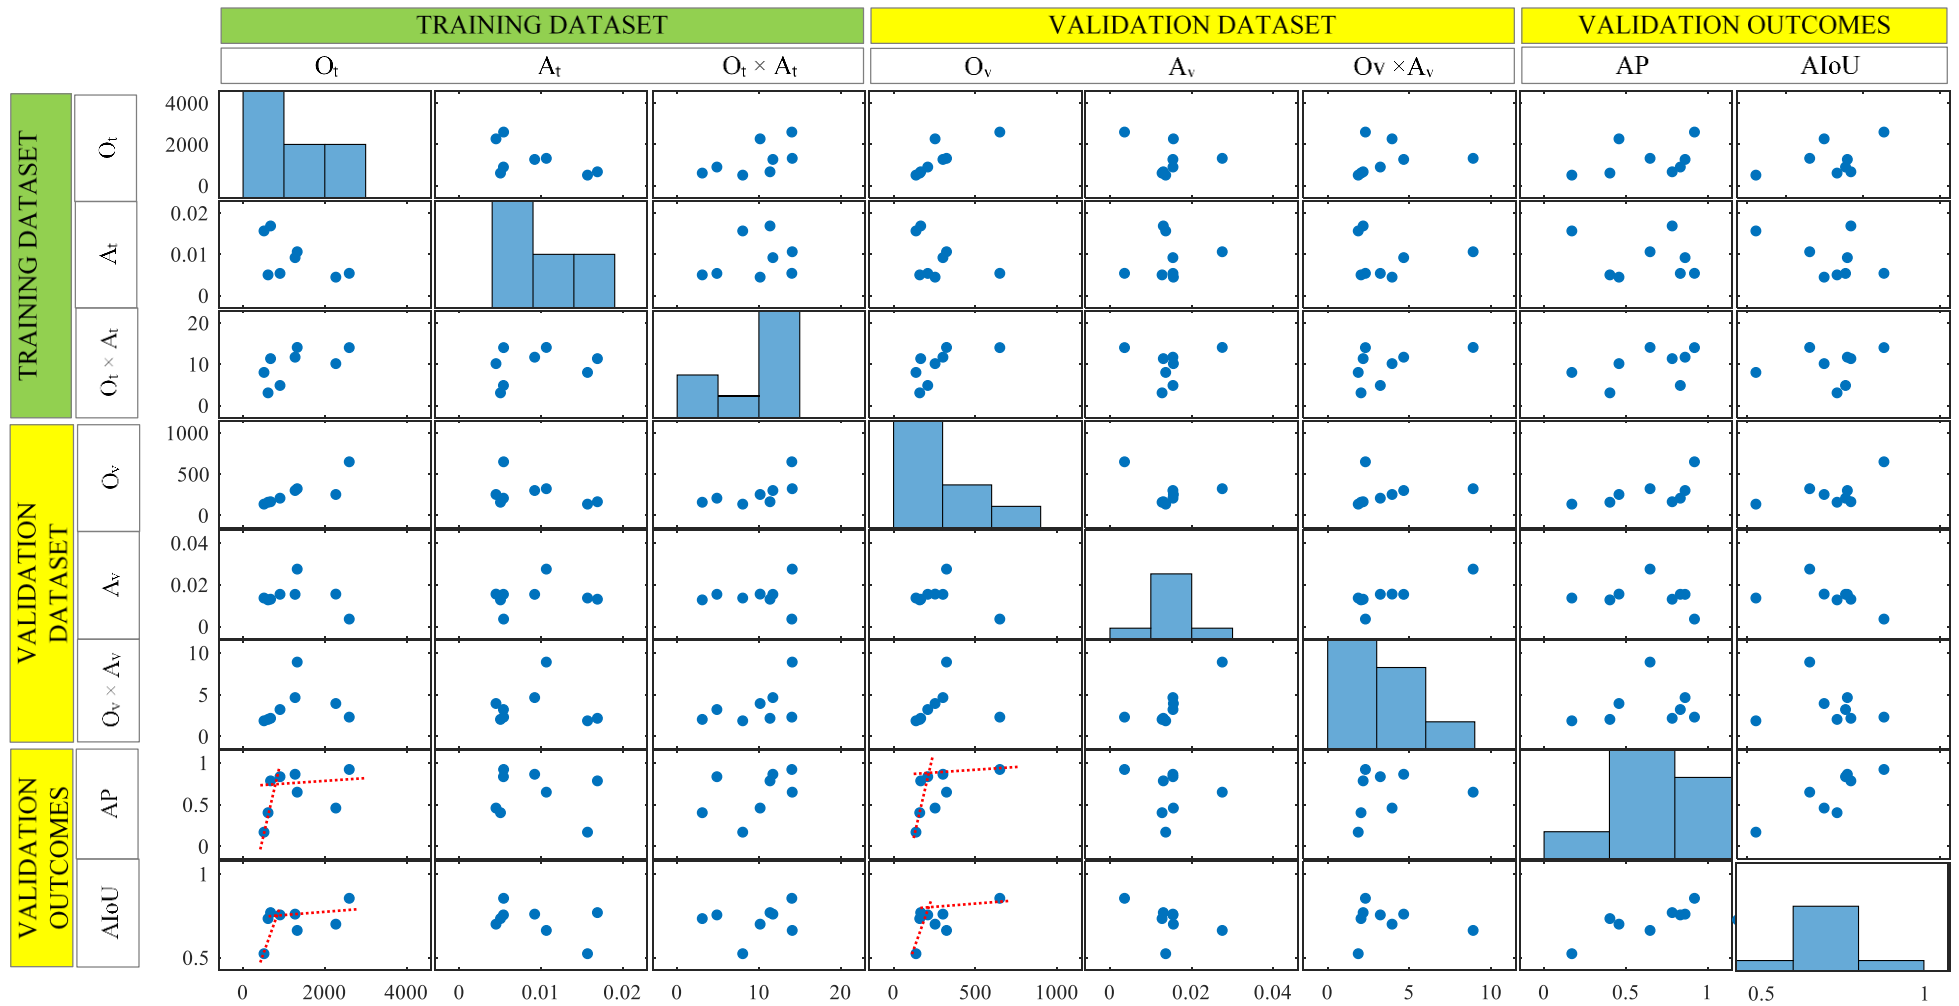 TRAINING DATASET VALIDATION DATASET VALIDATION OUTCOMES
Oₜ Aₜ Oₜ × Aₜ Oᵥ Aᵥ Ov ×Aᵥ AP AIoU
TRAINING DATASET
Oₜ
4000
2000
0
Aₜ
0.02
0.01
0
Oₜ × Aₜ
20
10
0
VALIDATION
DATASET
Oᵥ
1000
500
0
Aᵥ
0.04
0.02
0
Oᵥ × Aᵥ
10
5
0
VALIDATION
OUTCOMES
AP
1
0.5
0
AIoU
1
0.5
0 2000 4000 0 0.01 0.02 0 10 20 0 500 1000 0 0.02 0.04 0 5 10 0 0.5 1 0.5 1